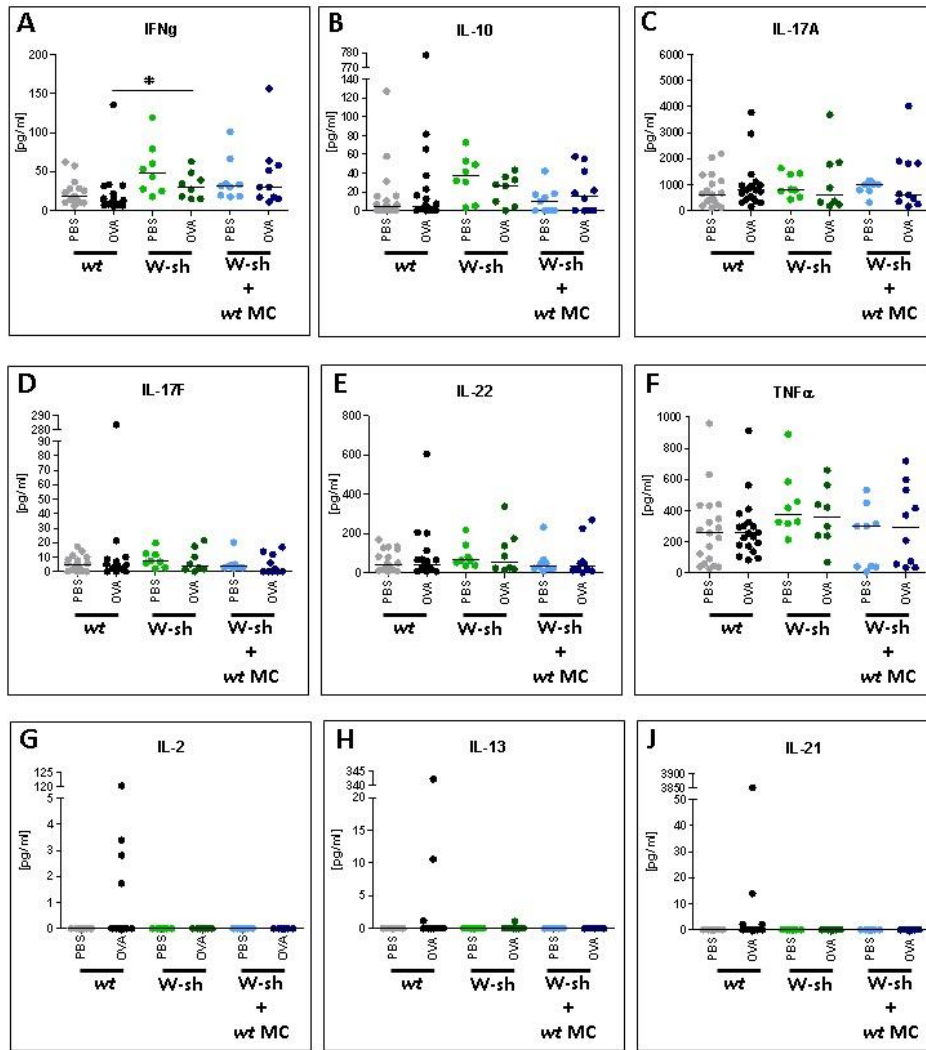 A
IFNg
[pg/ml]
200
150
100
50
0
*
PBS
OVA
PBS
OVA
PBS
OVA
wt
W-sh
W-sh
+
wt MC
B
IL-10
[pg/ml]
780
770
140
120
100
80
60
40
20
0
PBS
OVA
PBS
OVA
PBS
OVA
wt
W-sh
W-sh
+
wt MC
C
IL-17A
[pg/ml]
6000
5000
4000
3000
2000
1000
0
PBS
OVA
PBS
OVA
PBS
OVA
wt
W-sh
W-sh
+
wt MC
D
IL-17F
[pg/ml]
290
280
90
80
70
60
50
40
30
20
10
0
PBS
OVA
PBS
OVA
PBS
OVA
wt
W-sh
W-sh
+
wt MC
E
IL-22
[pg/ml]
800
600
400
200
0
PBS
OVA
PBS
OVA
PBS
OVA
wt
W-sh
W-sh
+
wt MC
F
TNFα
[pg/ml]
1000
800
600
400
200
0
PBS
OVA
PBS
OVA
PBS
OVA
wt
W-sh
W-sh
+
wt MC
G
IL-2
[pg/ml]
125
120
5
4
3
2
1
0
PBS
OVA
PBS
OVA
PBS
OVA
wt
W-sh
W-sh
+
wt MC
H
IL-13
[pg/ml]
345
340
20
15
10
5
0
PBS
OVA
PBS
OVA
PBS
OVA
wt
W-sh
W-sh
+
wt MC
J
IL-21
[pg/ml]
3900
3850
50
40
30
20
10
0
PBS
OVA
PBS
OVA
PBS
OVA
wt
W-sh
W-sh
+
wt MC